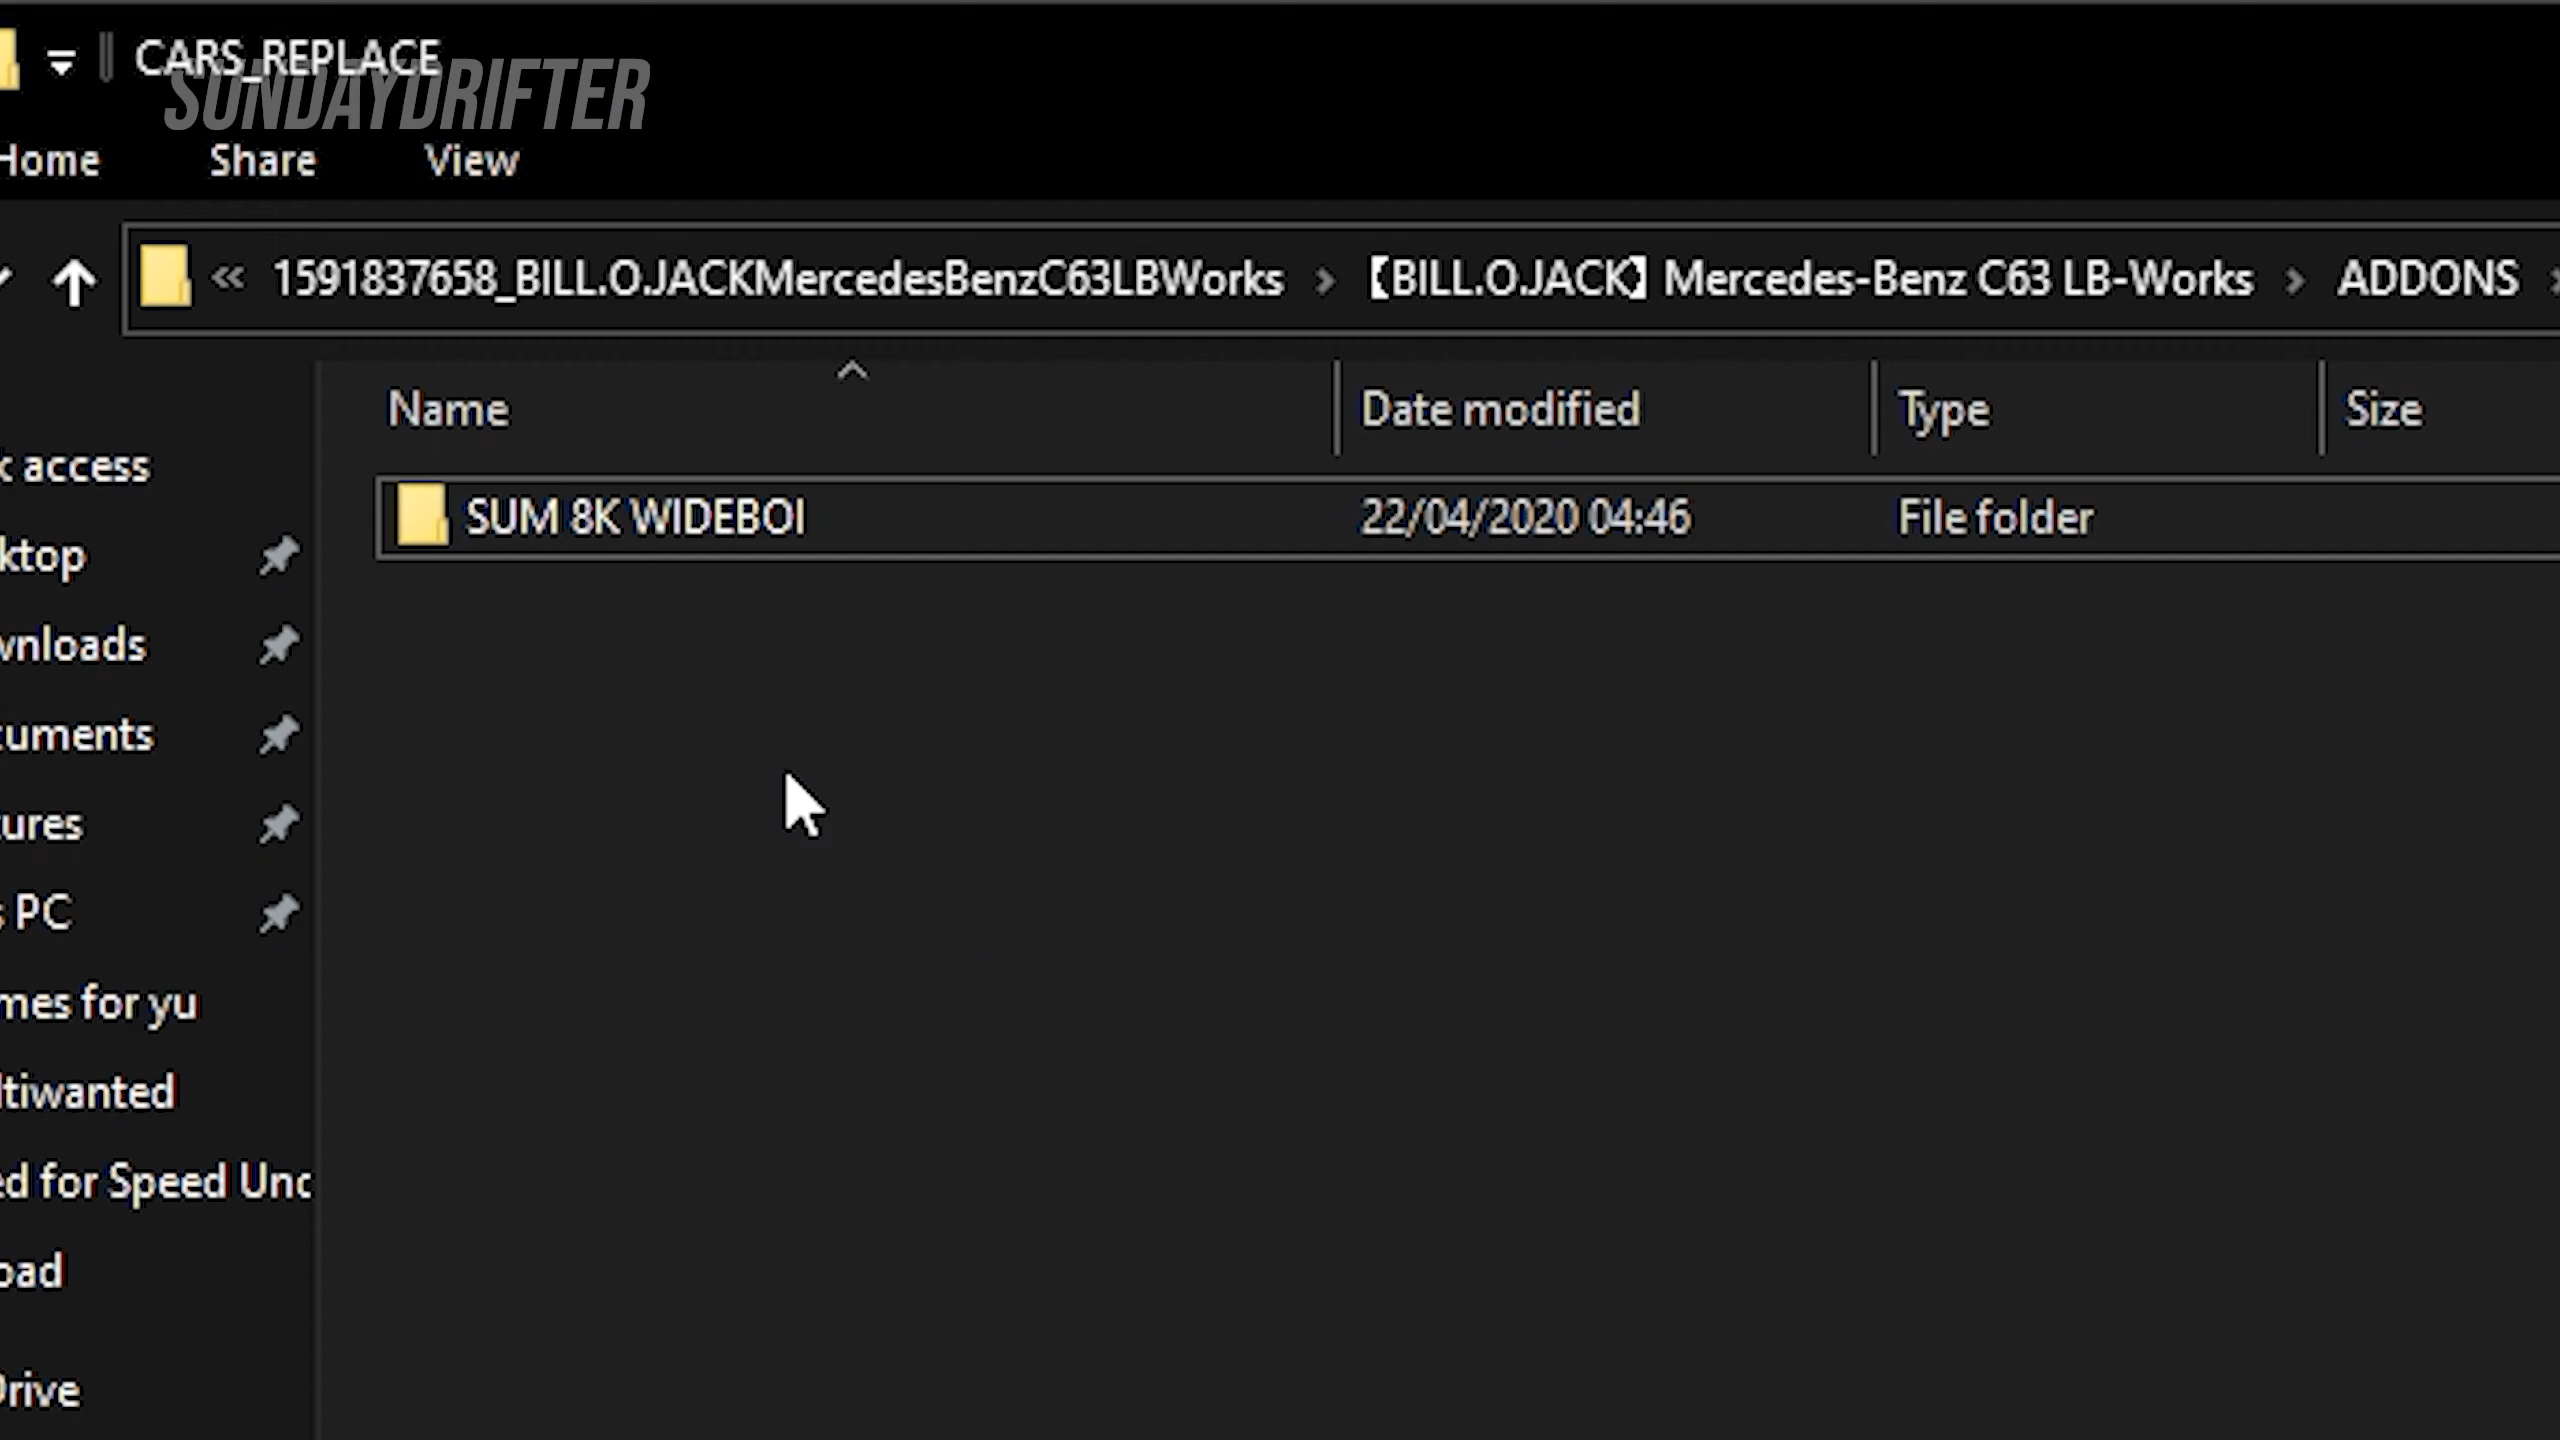 CARS_REPLACE
SUNDAYDRIFTER
Home Share View
« 1591837658_BILL.O.JACKMercedesBenzC63LBWorks › 【BILL.O.JACK】 Mercedes-Benz C63 LB-Works › ADDONS ›
Name Date modified Type Size
k access
SUM 8K WIDEBOI 22/04/2020 04:46 File folder
ktop
wnloads
cuments
tures
s PC
mes for yu
ltiwanted
ed for Speed Unc
oad
Drive